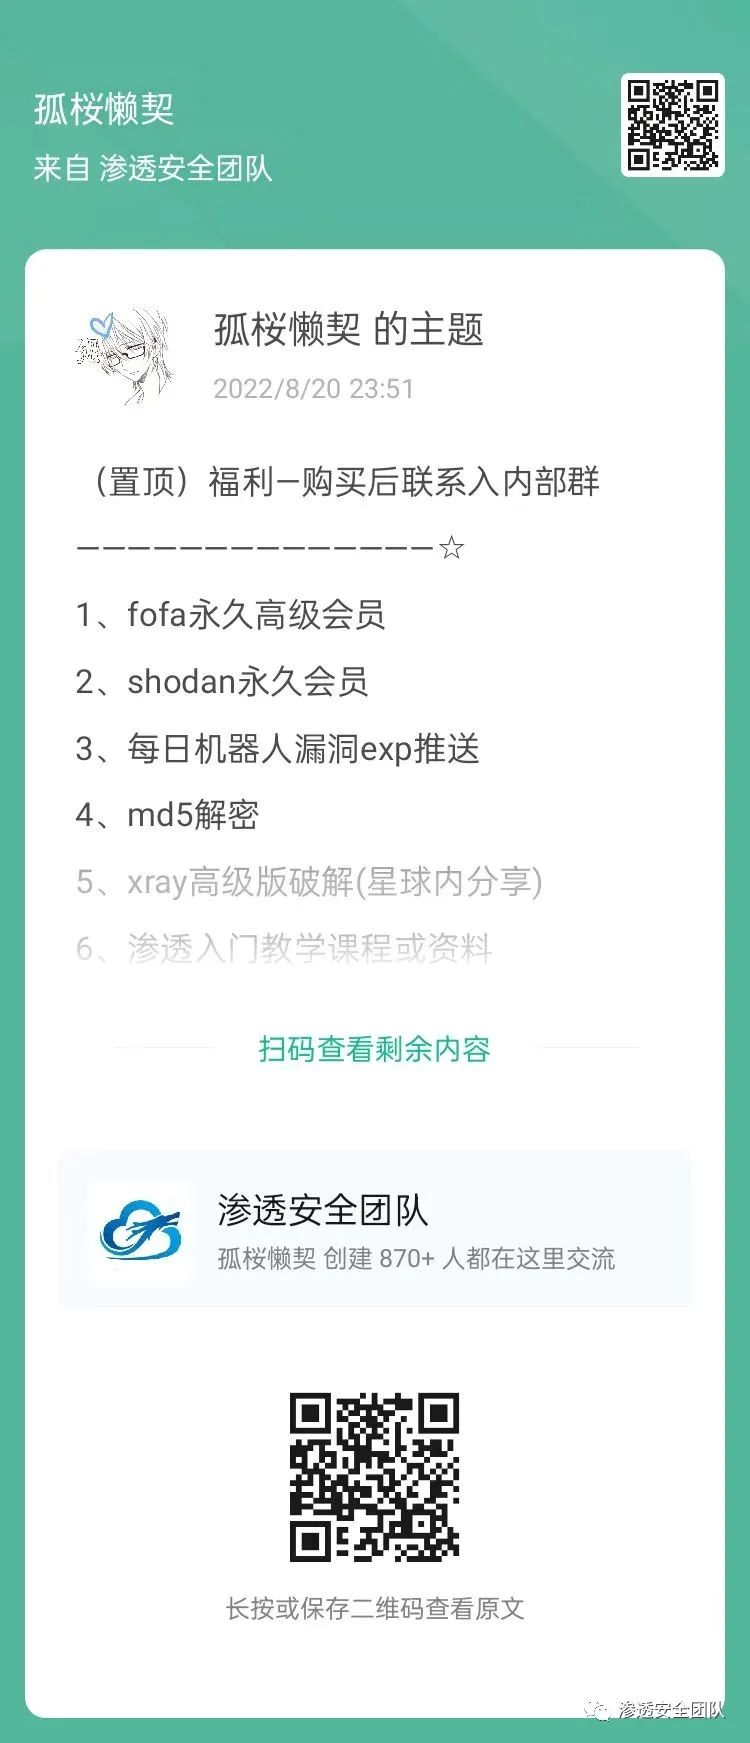 孤桜懒契
来自 渗透安全团队
孤桜懒契 的主题
2022/8/20 23:51
（置顶）福利—购买后联系入内部群
——————————————☆
1、fofa永久高级会员
2、shodan永久会员
3、每日机器人漏洞exp推送
4、md5解密
5、xray高级版破解(星球内分享)
6、渗透入门教学课程或资料
扫码查看剩余内容
渗透安全团队
孤桜懒契 创建 870+ 人都在这里交流
长按或保存二维码查看原文
渗透安全团队